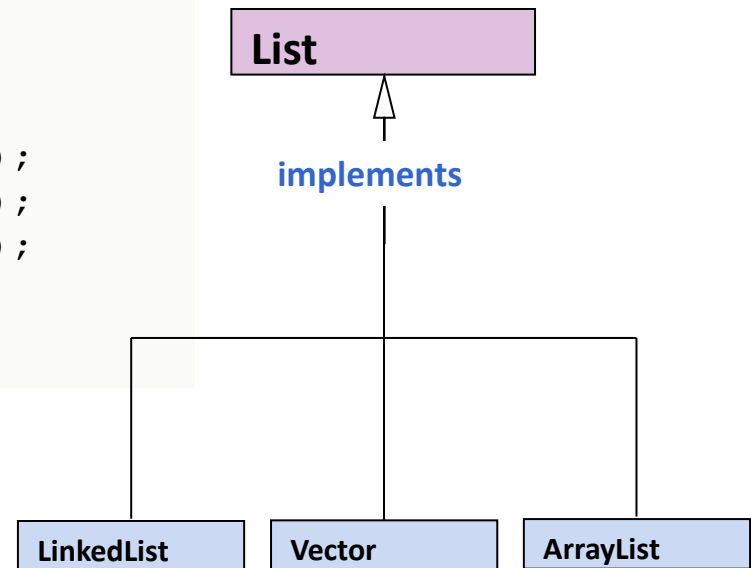 List
) ;
) ;
) ;
implements
LinkedList
Vector
ArrayList